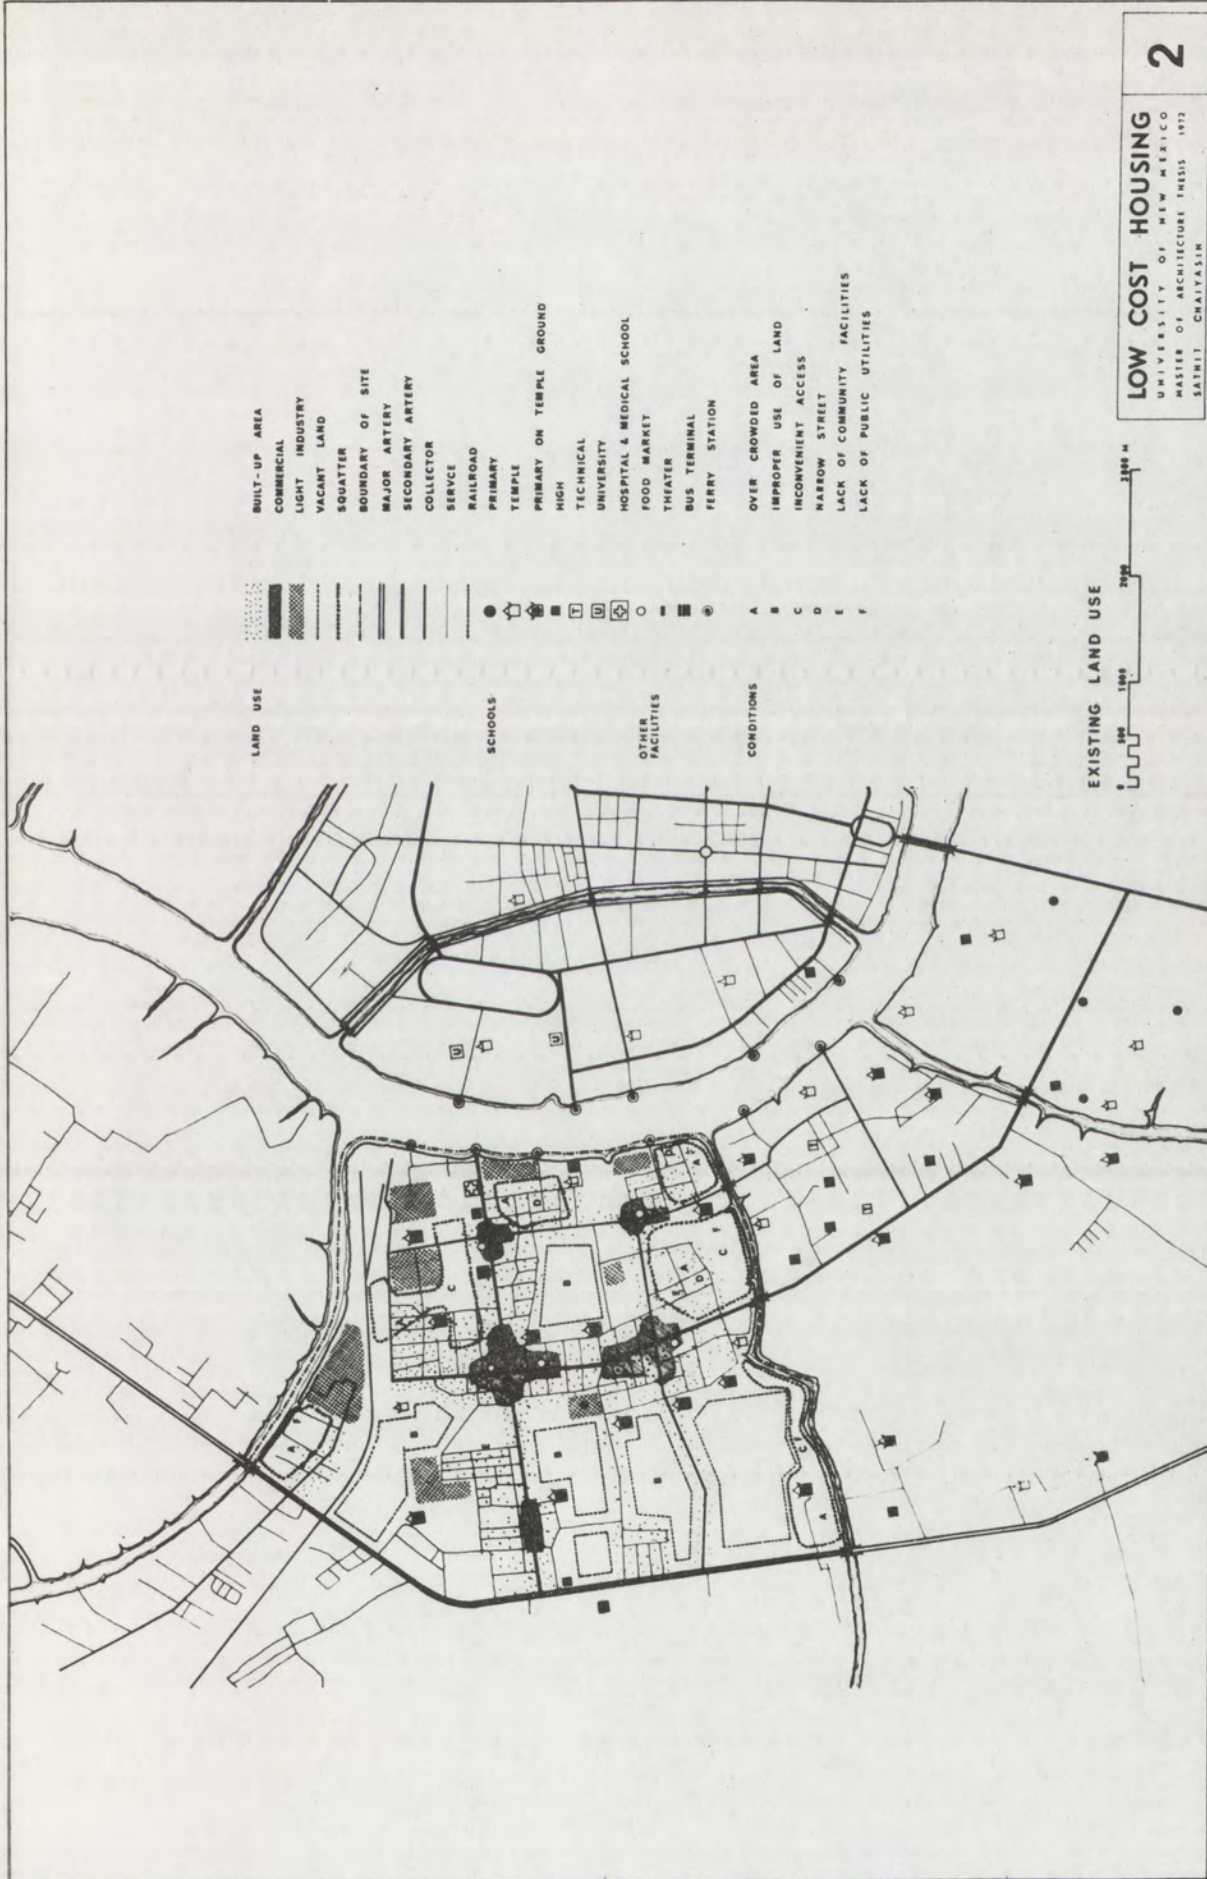 LAND USE
BUILT-UP AREA
COMMERCIAL
LIGHT INDUSTRY
VACANT LAND
SQUATTER
BOUNDARY OF SITE
MAJOR ARTERY
SECONDARY ARTERY
COLLECTOR
SERVCE
RAILROAD
SCHOOLS
PRIMARY
TEMPLE
PRIMARY ON TEMPLE GROUND
HIGH
T TECHNICAL
U UNIVERSITY
HOSPITAL & MEDICAL SCHOOL
OTHER
FACILITIES
FOOD MARKET
THEATER
BUS TERMINAL
FERRY STATION
CONDITIONS
A OVER CROWDED AREA
B IMPROPER USE OF LAND
C INCONVENIENT ACCESS
D NARROW STREET
E LACK OF COMMUNITY FACILITIES
F LACK OF PUBLIC UTILITIES
EXISTING LAND USE
0 500 1000 2000
LOW COST HOUSING
UNIVERSITY OF NEW MEXICO
MASTER OF ARCHITECTURE THESIS 1972
SATHIT CHAIYASIN
2